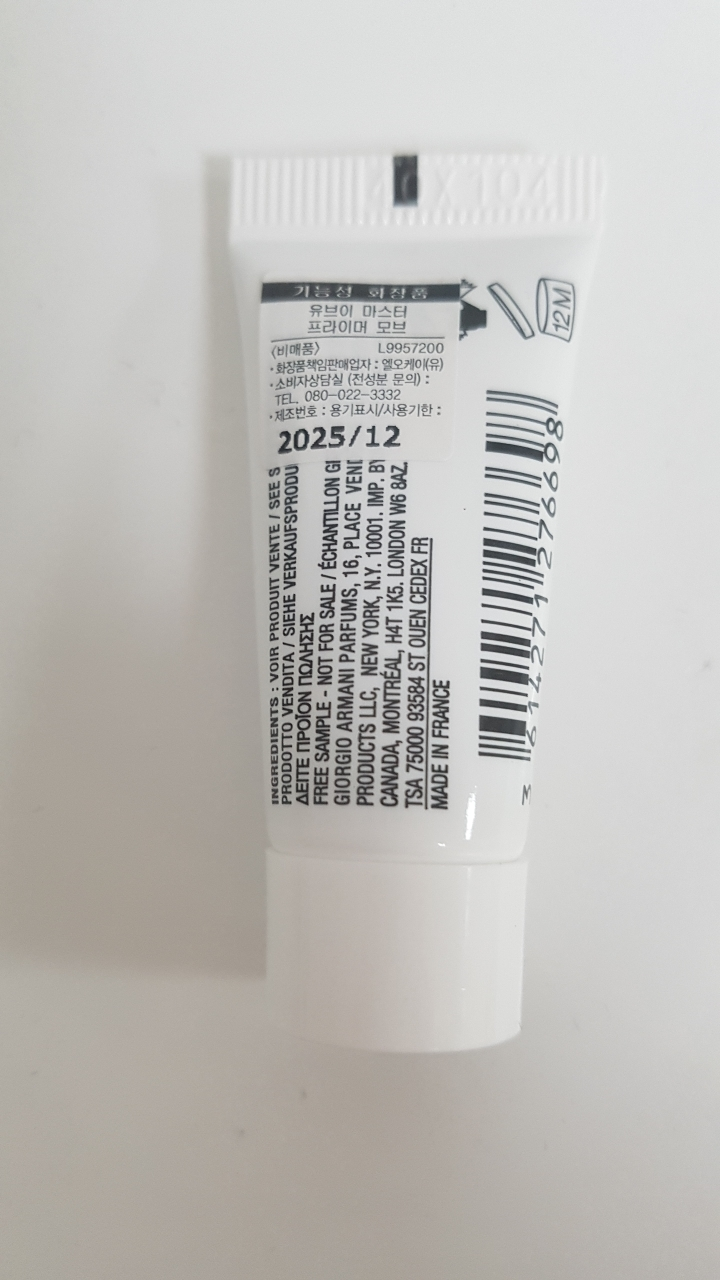 기능성 화장품
유브이 마스터
프라이머 모브
〈비매품〉 L9957200
·화장품책임판매업자 : 엘오케이(유)
·소비자상담실 (전성분 문의) :
TEL. 080-022-3332
·제조번호 : 용기표시/사용기한 :
2025/12
12M
INGREDIENTS : VOIR PRODUIT VENTE / SEE S
PRODOTTO VENDITA / SIEHE VERKAUFSPRODU
ΔΕΙΤΕ ΠΡΟΪΟΝ ΠΩΛΗΣΗΣ
FREE SAMPLE - NOT FOR SALE / ÉCHANTILLON G
GIORGIO ARMANI PARFUMS, 16, PLACE VEND
PRODUCTS LLC, NEW YORK, N.Y. 10001. IMP. BY
CANADA, MONTRÉAL, H4T 1K5. LONDON W6 8AZ.
TSA 75000 93584 ST OUEN CEDEX FR
MADE IN FRANCE
3 614271 276698